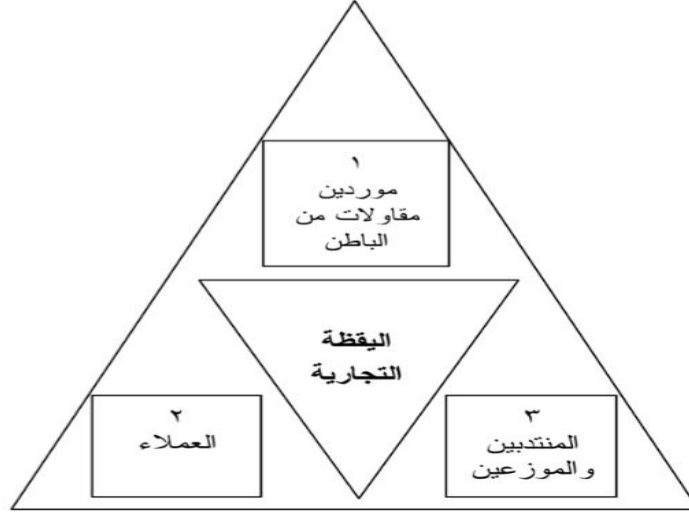 ١
موردين
مقاولات من
الباطن
اليقظة
التجارية
٢
العملاء
٣
المنتدبين
والموزعين